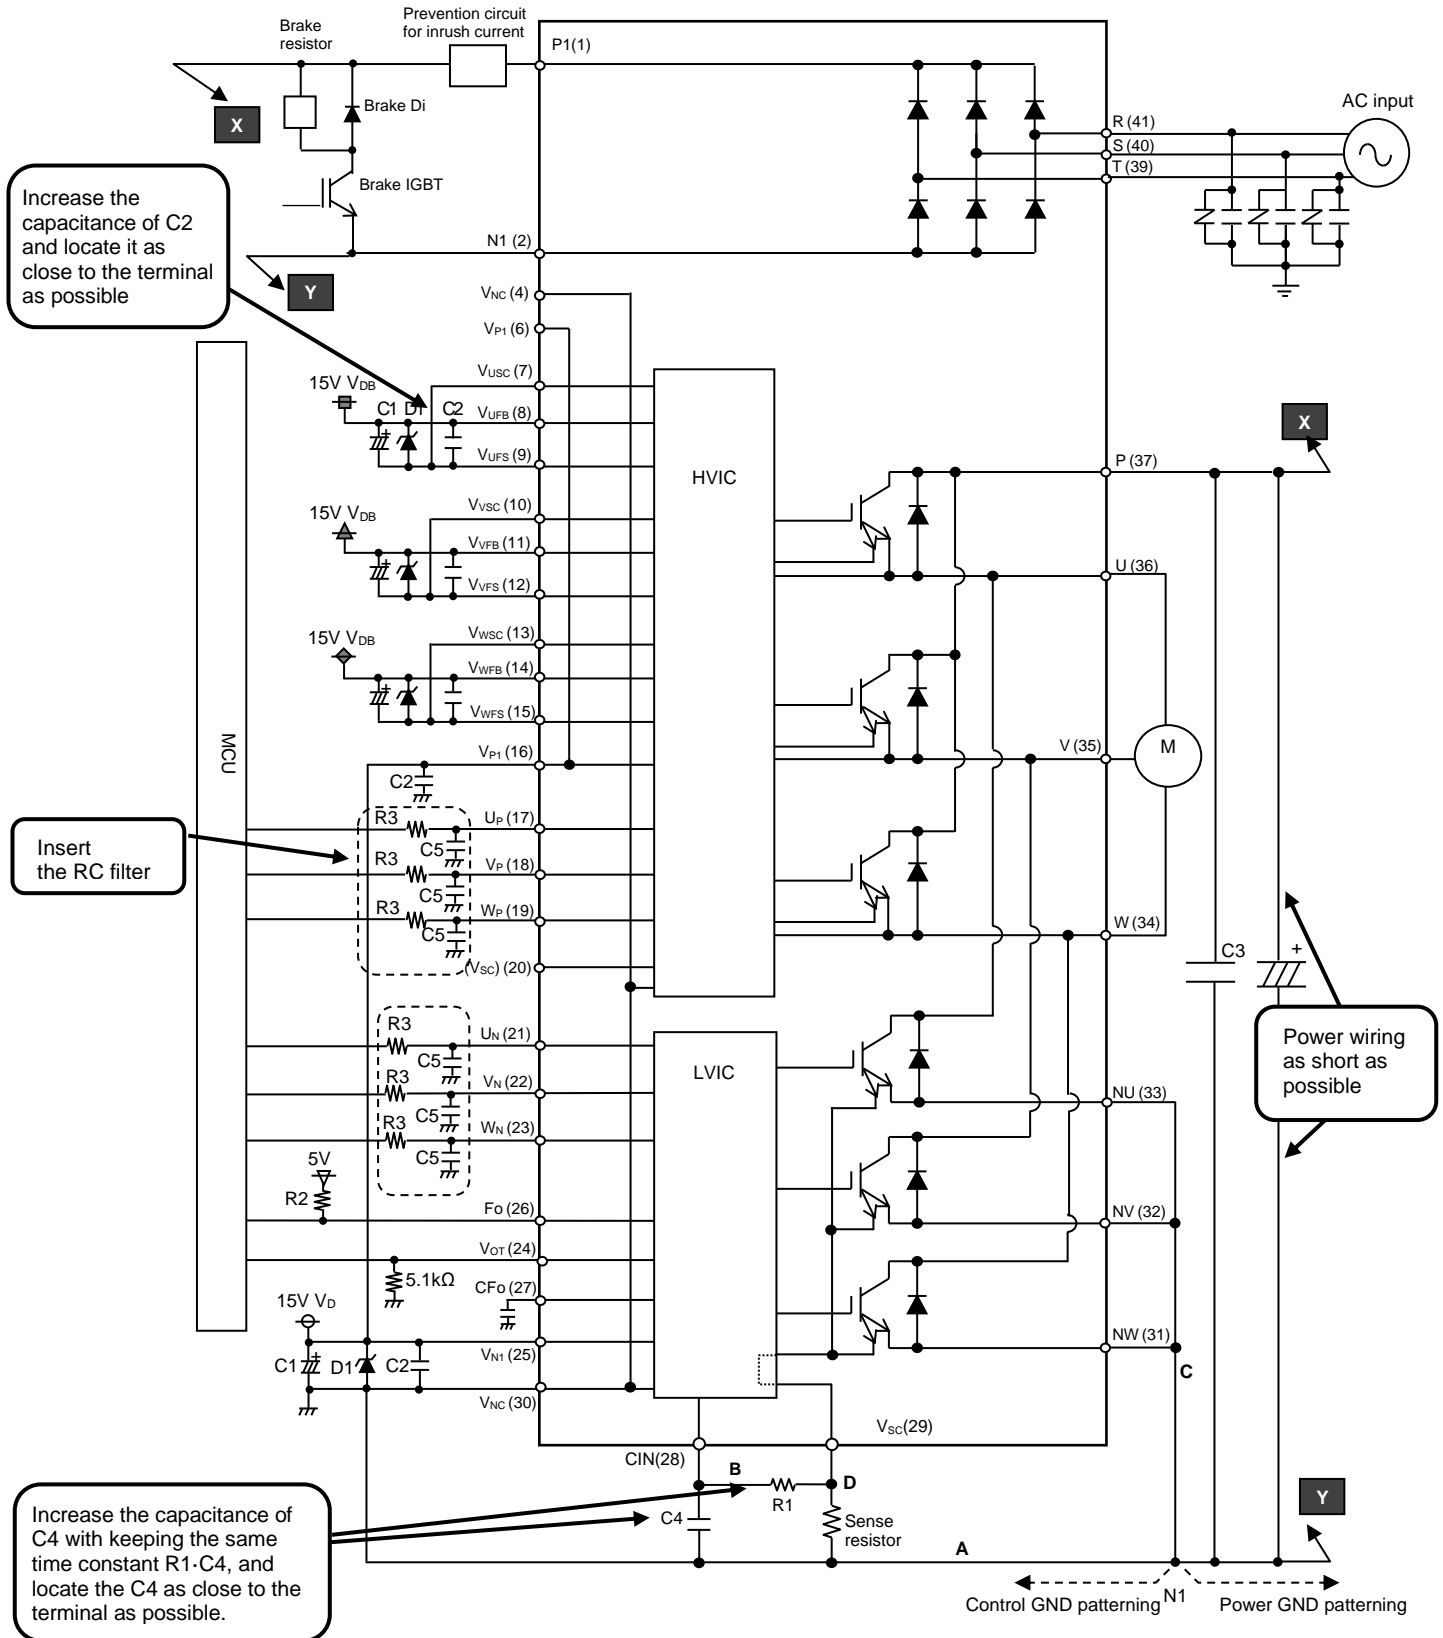 Brake
resistor
Prevention circuit
for inrush current
P1(1)
X
Brake Di
AC input
R (41)
S (40)
T (39)
Brake IGBT
Increase the
capacitance of C2
and locate it as
close to the terminal
as possible
N1 (2)
Y
VNC (4)
VP1 (6)
VUSC (7)
15V VDB
C1 D1 C2
VUFB (8)
VUFS (9)
HVIC
X
P (37)
VVSC (10)
15V VDB
VVFB (11)
VVFS (12)
U (36)
VWSC (13)
15V VDB
VWFB (14)
VWFS (15)
MCU
VP1 (16)
C2
V (35)
M
R3
UP (17)
C5
Insert
the RC filter
R3
VP (18)
C5
R3
WP (19)
C5
W (34)
(VSC) (20)
C3
+
R3
UN (21)
C5
LVIC
Power wiring
as short as
possible
R3
VN (22)
C5
NU (33)
R3
WN (23)
C5
5V
R2
Fo (26)
NV (32)
VOT (24)
5.1kΩ
CFo (27)
15V VD
VN1 (25)
NW (31)
C1 D1 C2
C
VNC (30)
VSC(29)
CIN(28)
B
D
R1
Increase the capacitance of
C4 with keeping the same
time constant R1·C4, and
locate the C4 as close to the
terminal as possible.
C4
Sense
resistor
A
Y
Control GND patterning
N1
Power GND patterning